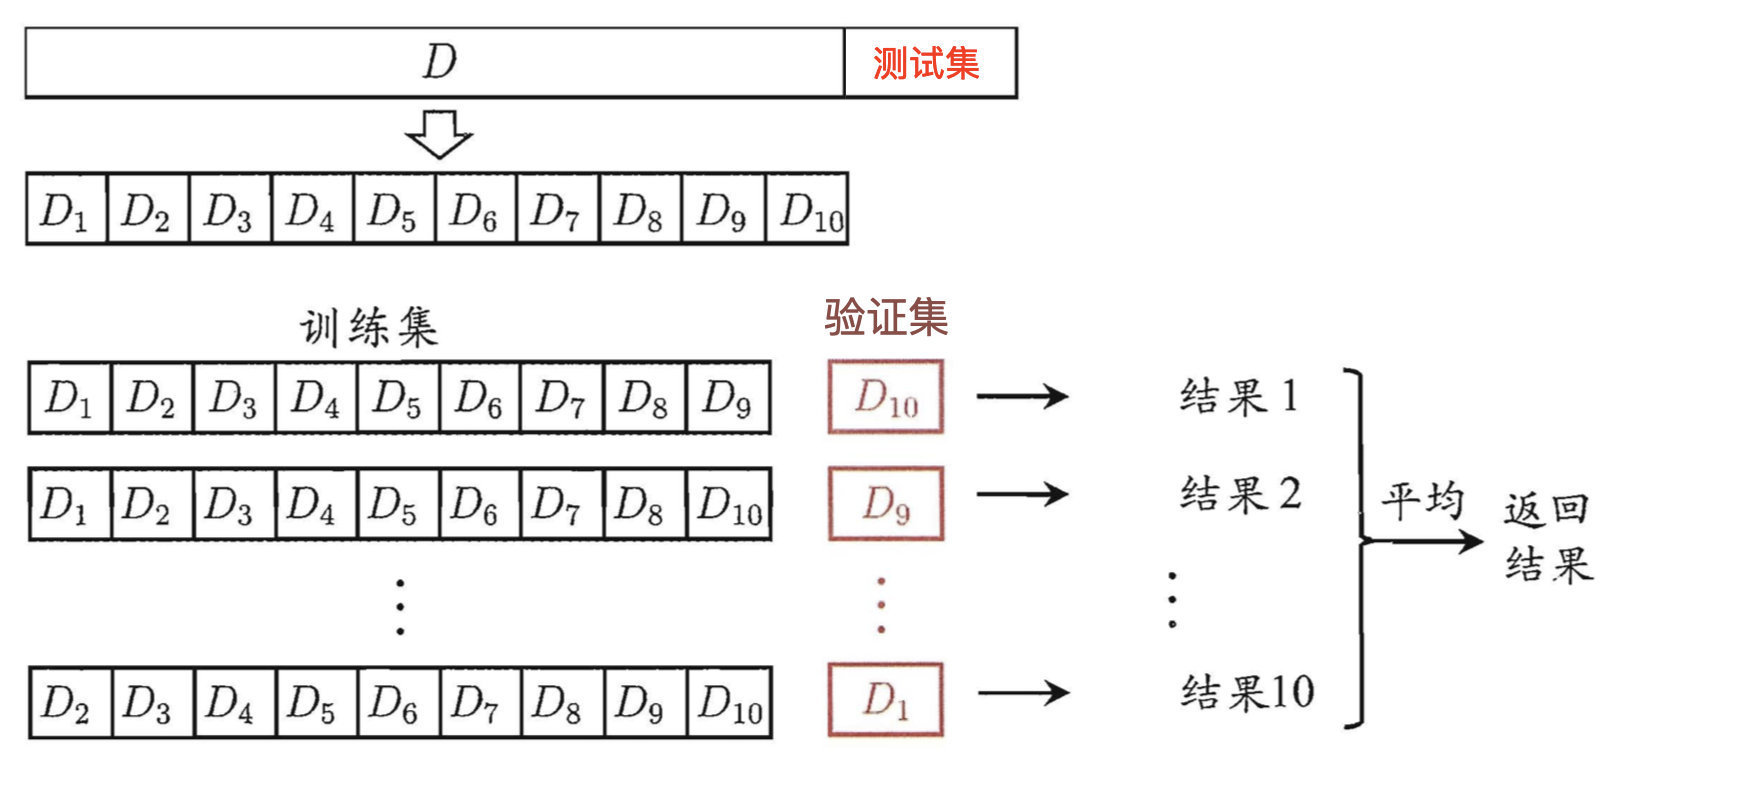 D 测试集
D1 D2 D3 D4 D5 D6 D7 D8 D9 D10
训练集 验证集
D1 D2 D3 D4 D5 D6 D7 D8 D9 D10 结果 1
D1 D2 D3 D4 D5 D6 D7 D8 D10 D9 结果 2
平均 返回
结果
D2 D3 D4 D5 D6 D7 D8 D9 D10 D1 结果10